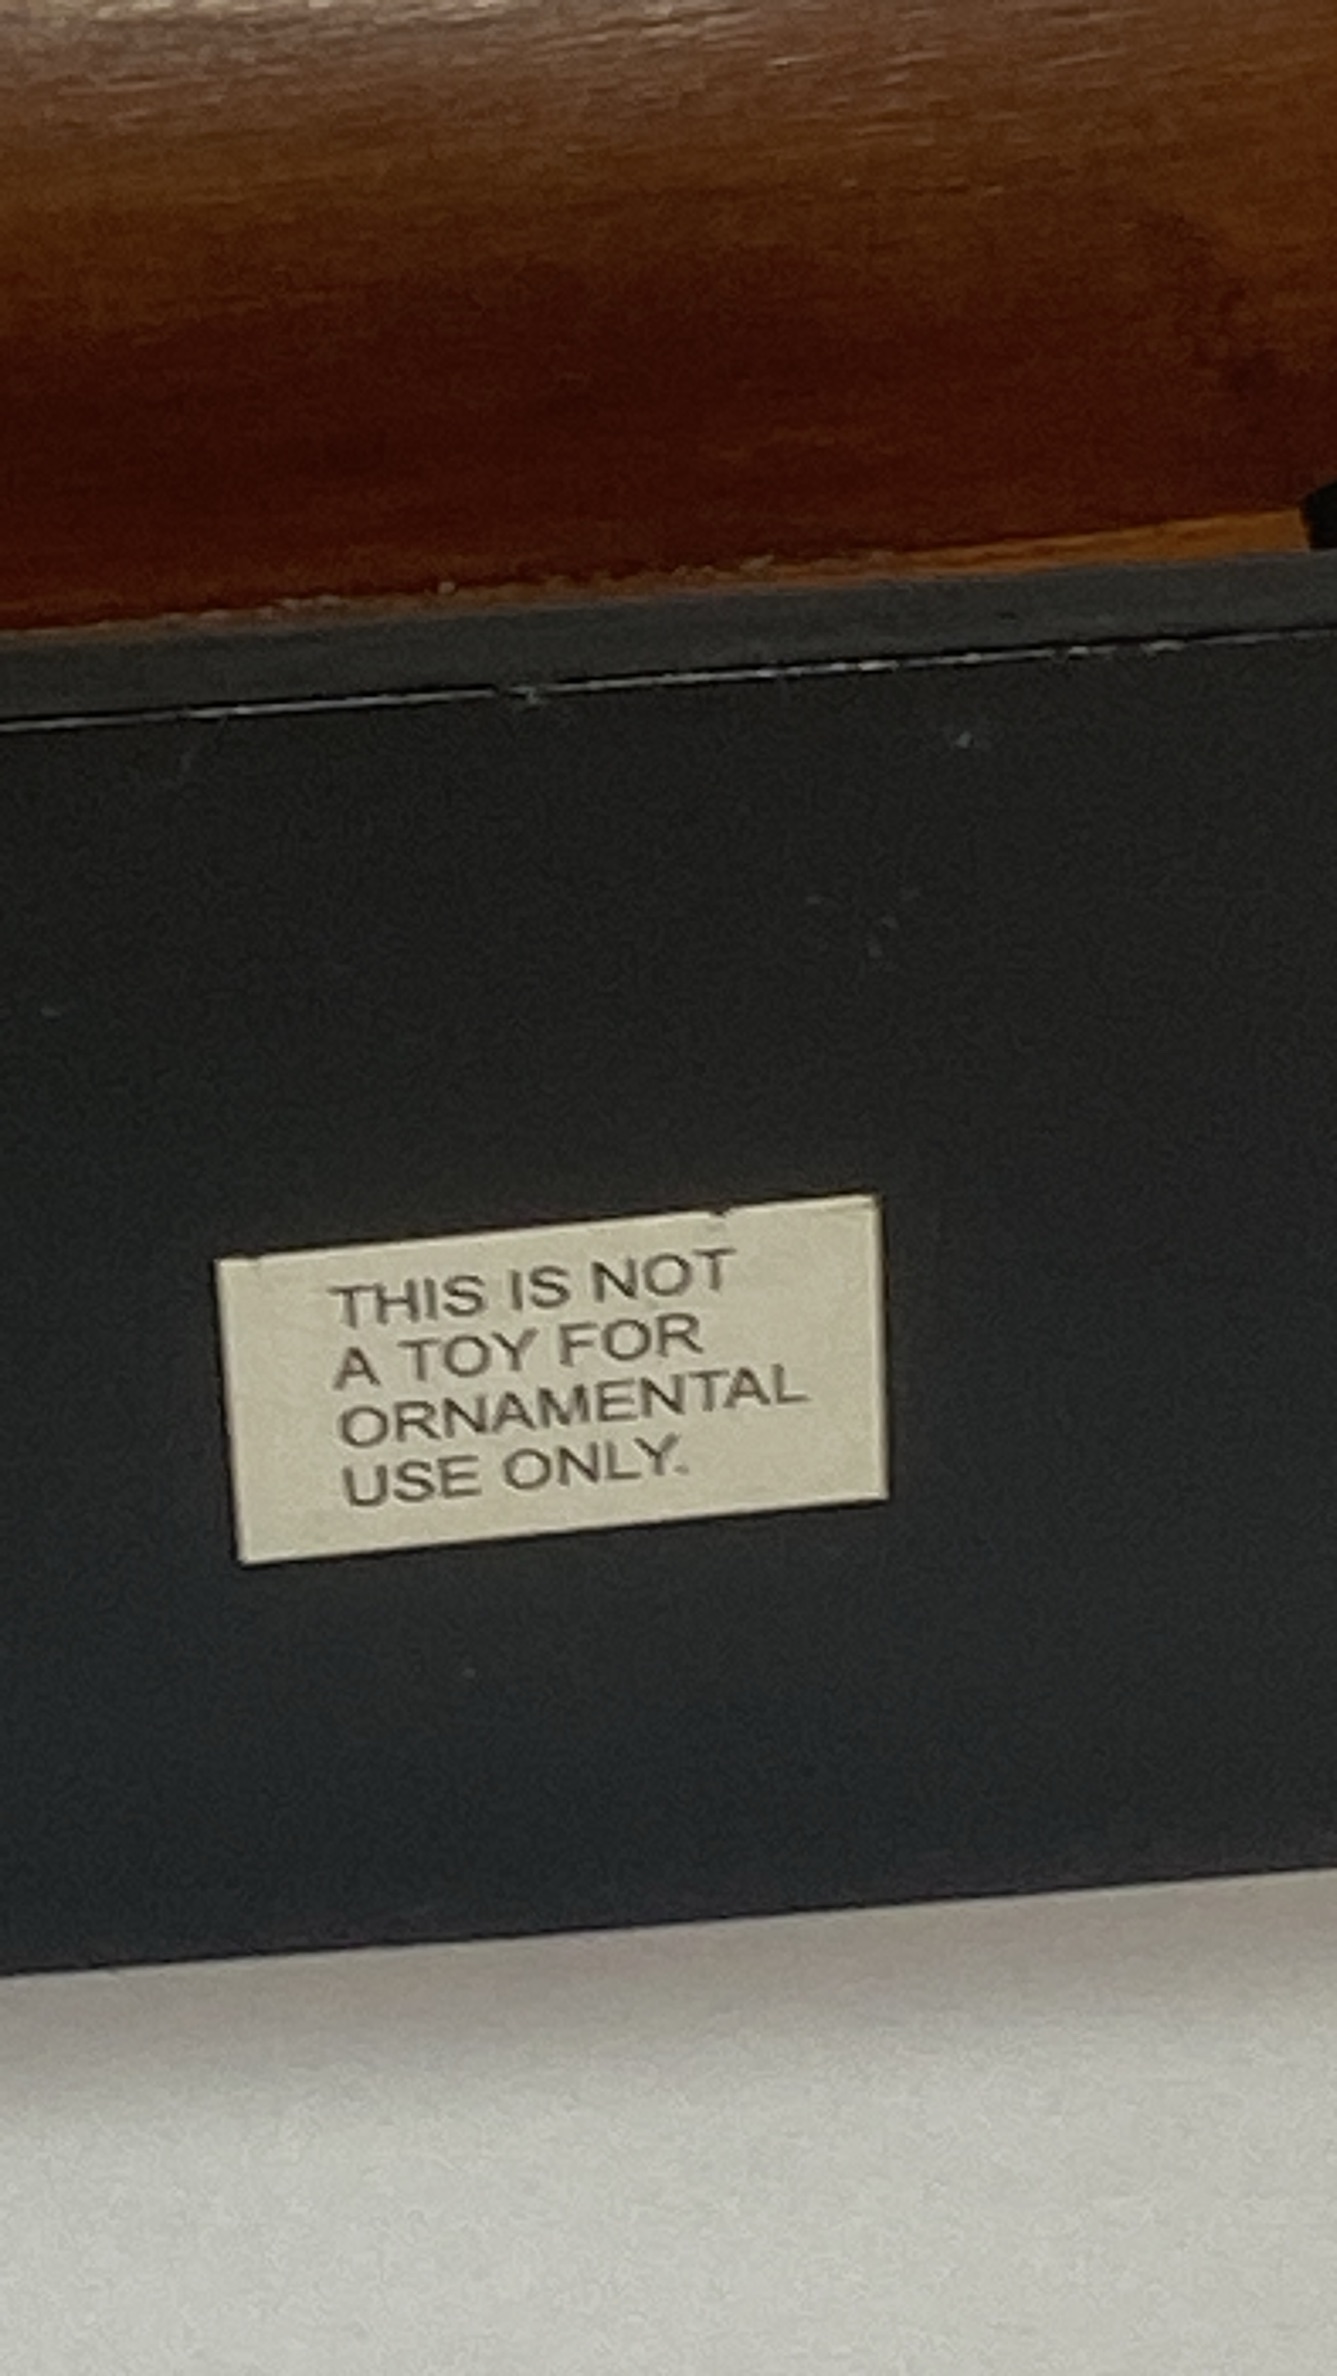 THIS IS NOT
A TOY FOR
ORNAMENTAL
USE ONLY.